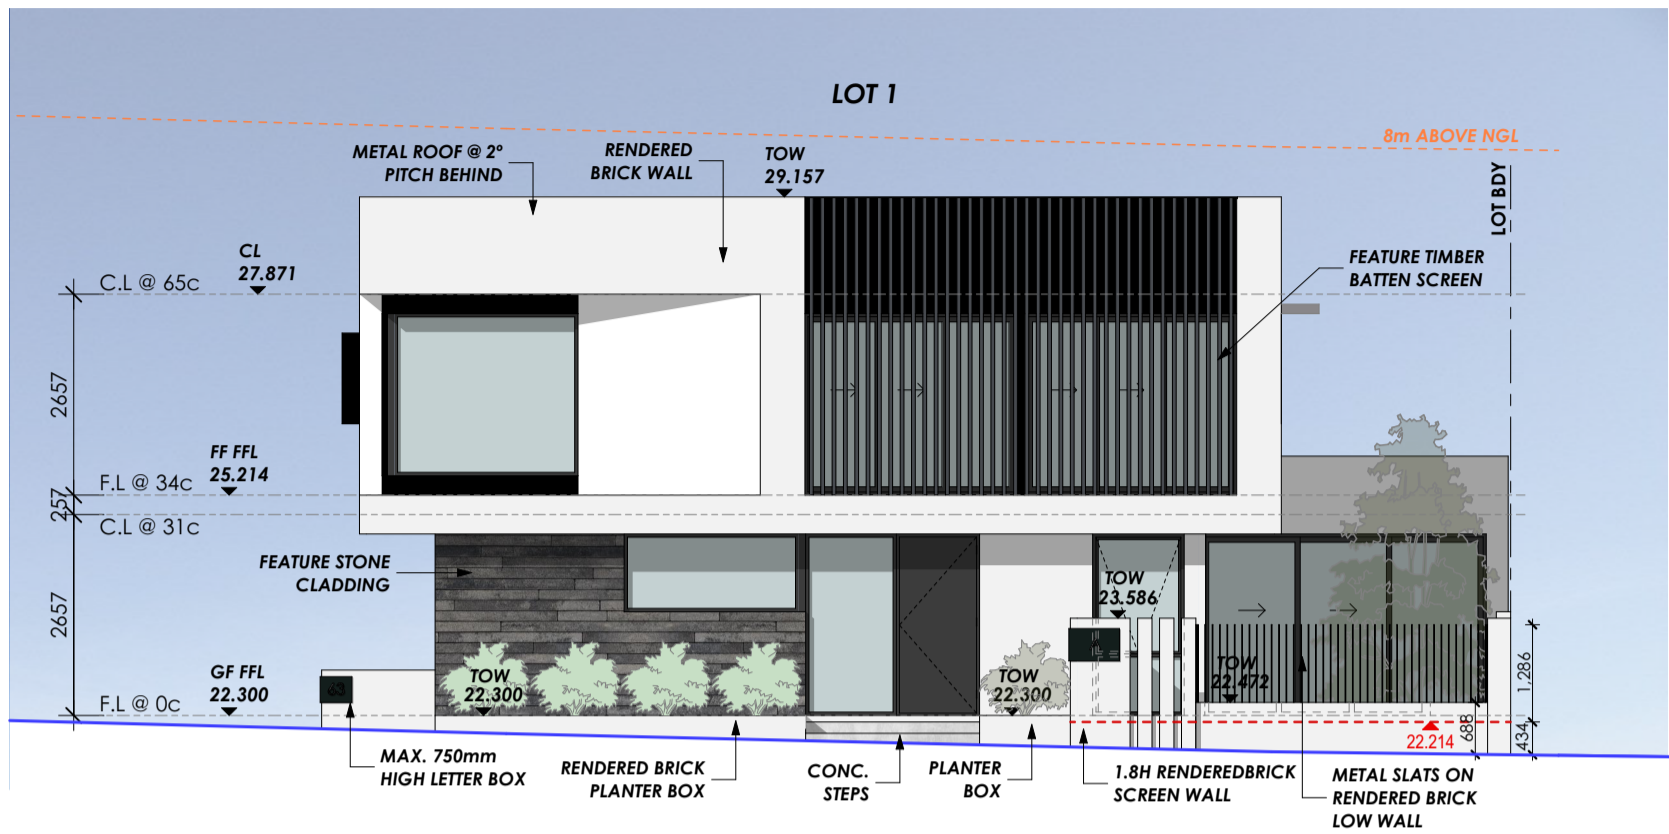 LOT 1
8m ABOVE NGL
METAL ROOF @ 2°
PITCH BEHIND
RENDERED
BRICK WALL
TOW
29.157
LOT BDY
CL
27.871
C.L @ 65c
FEATURE TIMBER
BATTEN SCREEN
2657
FF FFL
25.214
F.L @ 34c
257
C.L @ 31c
FEATURE STONE
CLADDING
2657
TOW
23.586
GF FFL
22.300
F.L @ 0c
63
TOW
22.300
TOW
22.300
TOW
22.472
1,286
688
434
22.214
MAX. 750mm
HIGH LETTER BOX
RENDERED BRICK
PLANTER BOX
CONC.
STEPS
PLANTER
BOX
1.8H RENDEREDBRICK
SCREEN WALL
METAL SLATS ON
RENDERED BRICK
LOW WALL